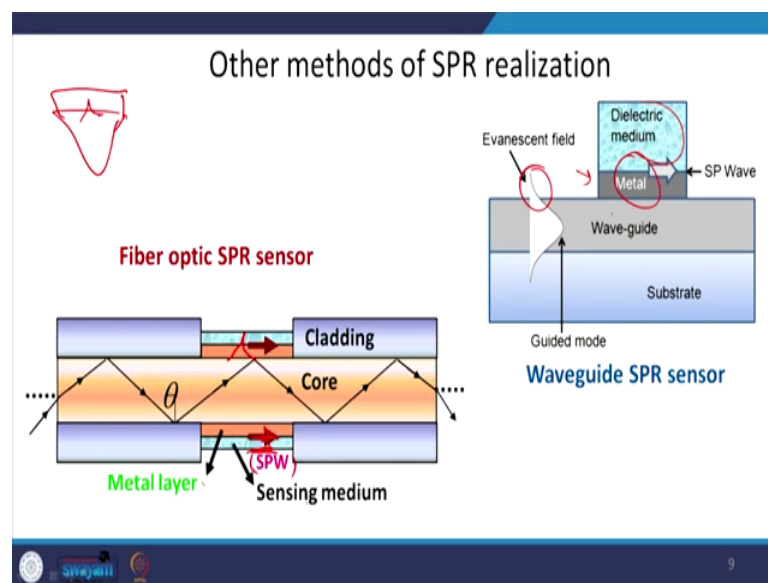 Other methods of SPR realization
Dielectric
medium
Evanescent field
SP Wave
Metal
Wave-guide
Substrate
Guided mode
Waveguide SPR sensor
Fiber optic SPR sensor
Cladding
Core
θ
(SPW)
Metal layer
Sensing medium
swayam
9